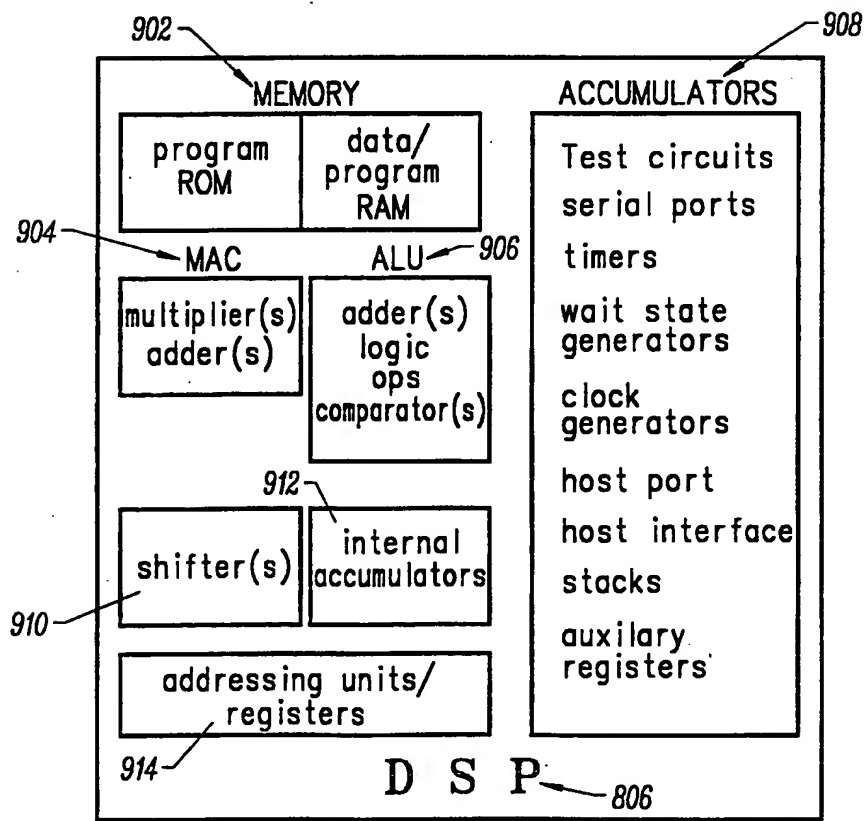 902
908
MEMORY
ACCUMULATORS
program
ROM
data/
program
RAM
904
MAC
ALU
906
multiplier(s)
adder(s)
adder(s)
logic
ops
comparator(s)
912
shifter(s)
internal
accumulators
910
addressing units/
registers
914
Test circuits
serial ports
timers
wait state
generators
clock
generators
host port
host interface
stacks
auxilary
registers
D S P
806